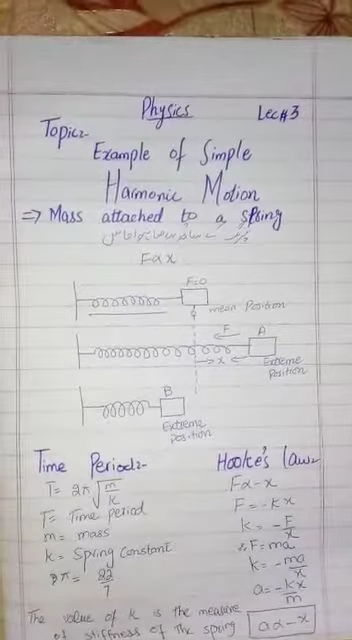 Physics Lec#3
Topic:-
Example of Simple
Harmonic Motion
=> Mass attached to a spring
F α x
F=0
mean Position
F A
x
Extreme
Position
B
Extreme
Position
Time Period:-
T = 2π √m/k
T = Time period
m = mass
k = Spring Constant
π = 22/7
The value of k is the measure
of stiffness of the spring
Hooke's law:-
Fα-x
F = -kx
k = -F/x
∴ F = ma
k = -ma/x
a = -kx/m
a α -x